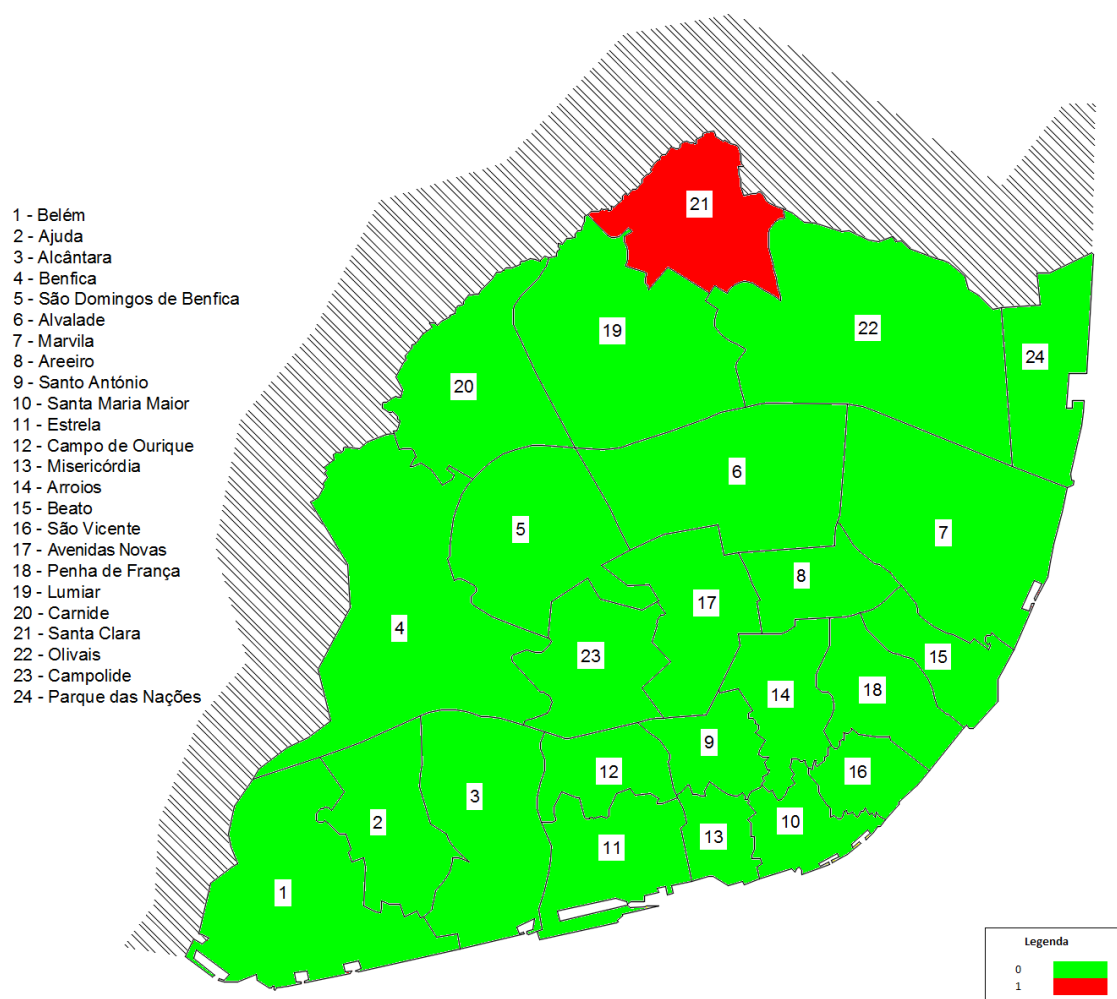 1 - Belém
2 - Ajuda
3 - Alcântara
4 - Benfica
5 - São Domingos de Benfica
6 - Alvalade
7 - Marvila
8 - Areeiro
9 - Santo António
10 - Santa Maria Maior
11 - Estrela
12 - Campo de Ourique
13 - Misericórdia
14 - Arroios
15 - Beato
16 - São Vicente
17 - Avenidas Novas
18 - Penha de França
19 - Lumiar
20 - Carnide
21 - Santa Clara
22 - Olivais
23 - Campolide
24 - Parque das Nações
21
19
22
24
20
6
5
7
8
17
4
23
15
14
18
9
12
16
3
2
10
13
11
1
Legenda
0
1